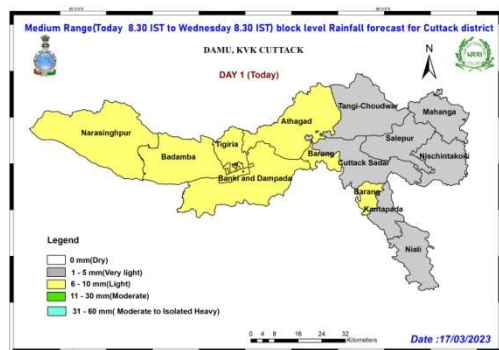 Medium Range(Today 8.30 IST to Wednesday 8.30 IST) block level Rainfall forecast for Cuttack district
DAMU, KVK CUTTACK
N
DAY 1 (Today)
Tangi-Choudwar
Mahanga
Athagad
Narasinghpur
Salepur
Tigiria
Badamba
Barang
Nischintakoili
Cuttack Sadar
Banki and Dampada
Barang
Kantapada
Niali
Legend
0 mm(Dry)
1 - 5 mm(Very light)
6 - 10 mm(Light)
11 - 30 mm(Moderate)
31 - 60 mm( Moderate to Isolated Heavy)
0 4 8 16 24 32
Kilometers
Date :17/03/2023